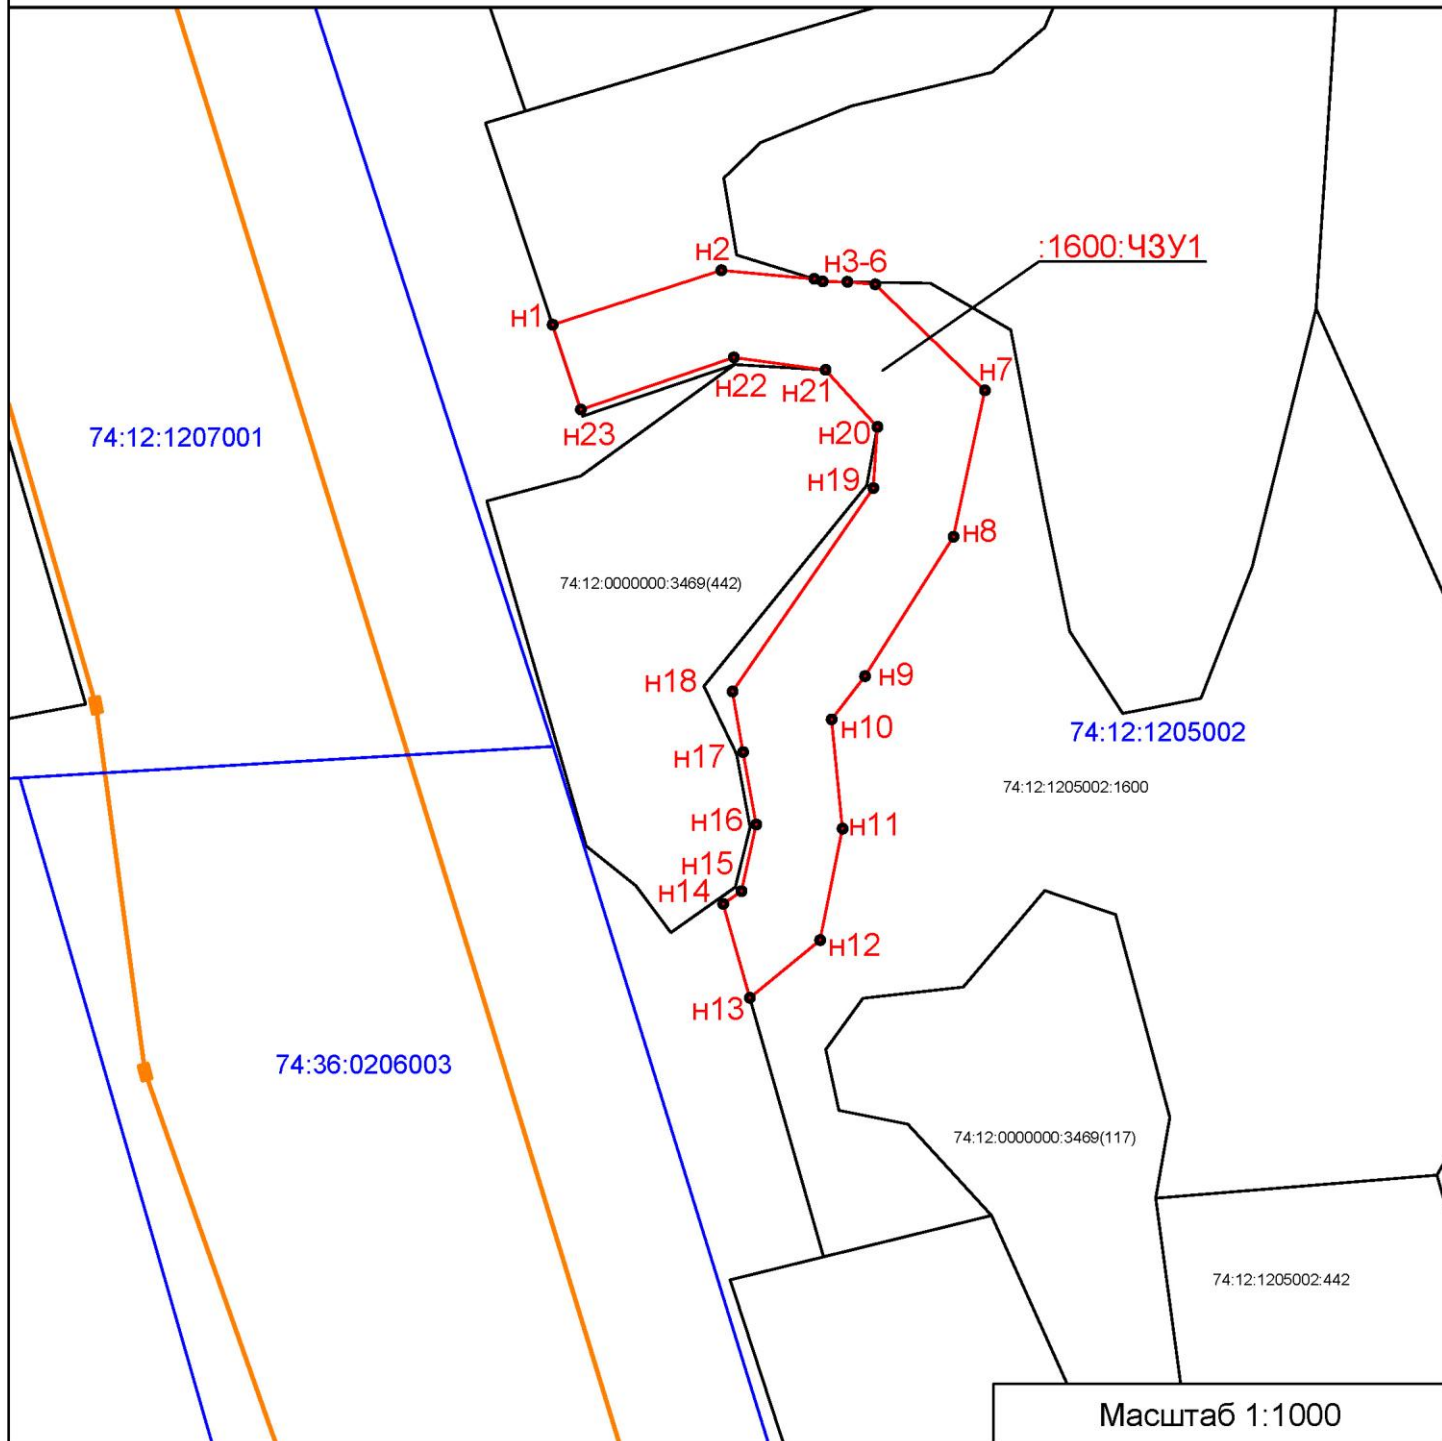 :1600:ЧЗУ1
н2
н3-6
н1
н7
н22
н21
н23
н20
74:12:1207001
н19
н8
74:12:0000000:3469(442)
н18
н9
н10
74:12:1205002
н17
74:12:1205002:1600
н16
н11
н15
н14
н12
н13
74:36:0206003
74:12:0000000:3469(117)
74:12:1205002:442
Масштаб 1:1000